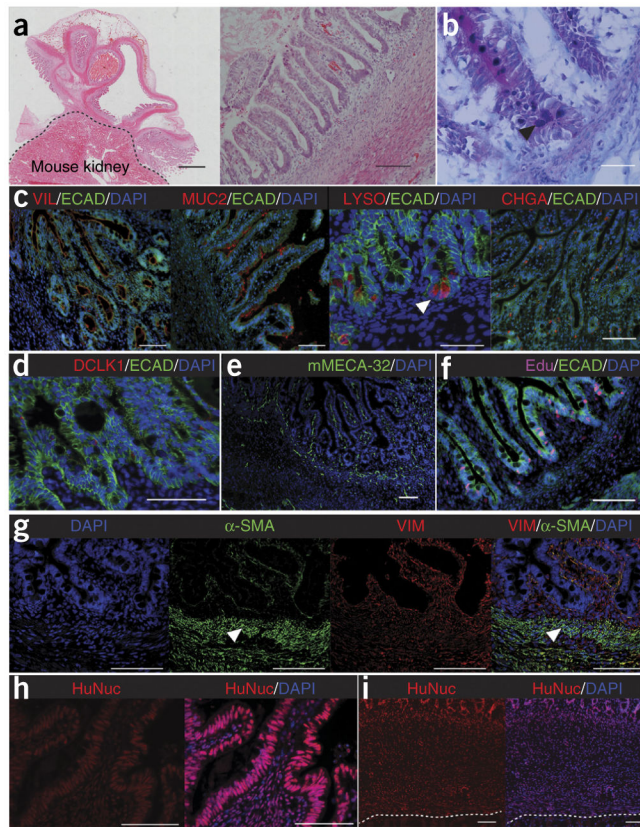 a
b
Mouse kidney
c
VIL/ECAD/DAPI
MUC2/ECAD/DAPI
LYSO/ECAD/DAPI
CHGA/ECAD/DAPI
d
DCLK1/ECAD/DAPI
e
mMECA-32/DAPI
f
Edu/ECAD/DAPI
g
DAPI
α-SMA
VIM
VIM/α-SMA/DAPI
h
HuNuc
HuNuc/DAPI
i
HuNuc
HuNuc/DAPI